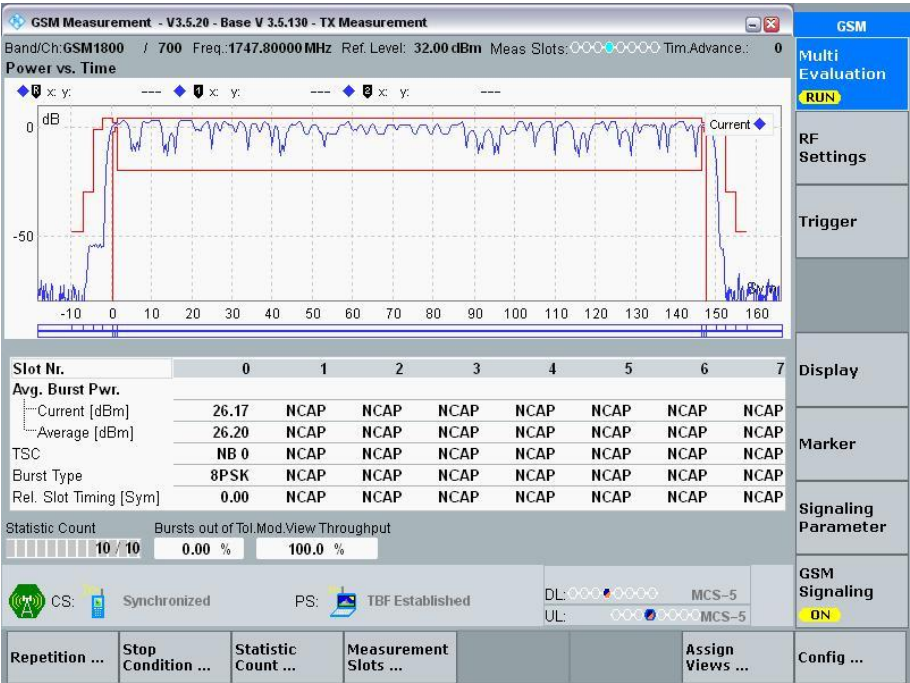 GSM Measurement - V3.5.20 - Base V 3.5.130 - TX Measurement
GSM
Band/Ch:GSM1800 / 700 Freq.:1747.80000 MHz Ref. Level: 32.00 dBm Meas Slots: Tim.Advance.: 0
Power vs. Time
Multi Evaluation
RUN
R x: y: --- 1 x: y: --- 2 x: y: ---
dB
Current
0
-50
-10 0 10 20 30 40 50 60 70 80 90 100 110 120 130 140 150 160
RF Settings
Trigger
Slot Nr. 0 1 2 3 4 5 6 7
Avg. Burst Pwr.
Current [dBm] 26.17 NCAP NCAP NCAP NCAP NCAP NCAP NCAP
Average [dBm] 26.20 NCAP NCAP NCAP NCAP NCAP NCAP NCAP
TSC NB 0 NCAP NCAP NCAP NCAP NCAP NCAP NCAP
Burst Type 8PSK NCAP NCAP NCAP NCAP NCAP NCAP NCAP
Rel. Slot Timing [Sym] 0.00 NCAP NCAP NCAP NCAP NCAP NCAP NCAP
Display
Marker
Signaling Parameter
Statistic Count Bursts out of Tol. Mod.View Throughput
10 / 10 0.00 % 100.0 %
CS: Synchronized PS: TBF Established
DL: MCS-5
UL: MCS-5
GSM Signaling
ON
Repetition ...
Stop Condition ...
Statistic Count ...
Measurement Slots ...
Assign Views ...
Config ...